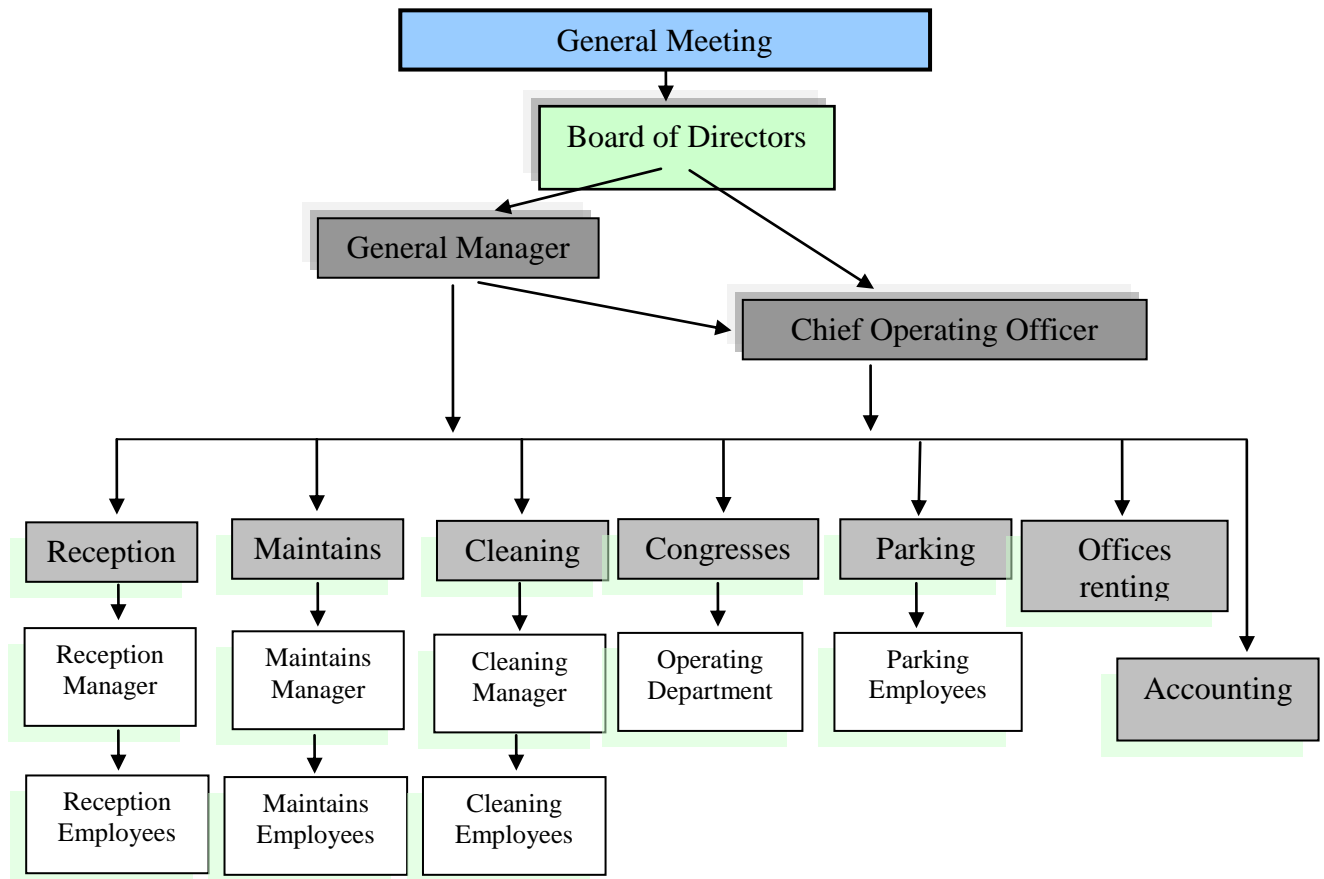 General Meeting
Board of Directors
General Manager
Chief Operating Officer
Reception
Maintains
Cleaning
Congresses
Parking
Offices
renting
Accounting
Reception
Manager
Maintains
Manager
Cleaning
Manager
Operating
Department
Parking
Employees
Reception
Employees
Maintains
Employees
Cleaning
Employees